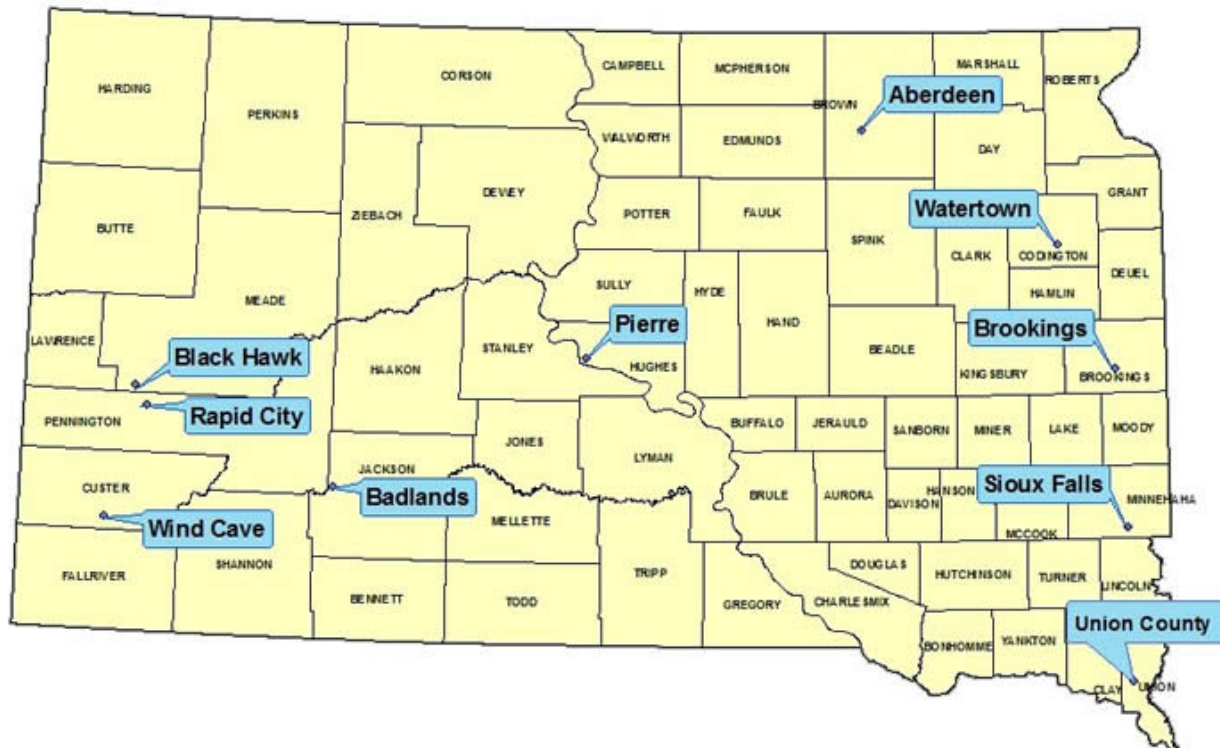 HARDING
PERKINS
CORSON
CAMPBELL
MCPHERSON
BROWN
MARSHALL
ROBERTS
Aberdeen
WALWORTH
EDMUNDS
DAY
DEWEY
ZIEBACH
BUTTE
POTTER
FAULK
SPINK
Watertown
GRANT
CLARK
CODINGTON
DEUEL
MEADE
SULLY
HYDE
HAND
HAMLIN
LAWRENCE
Black Hawk
STANLEY
Pierre
HUGHES
BEADLE
Brookings
KINGSBURY
BROOKINGS
HAAKON
PENNINGTON
Rapid City
JONES
LYMAN
BUFFALO
JERAULD
SANBORN
MINER
LAKE
MOODY
CUSTER
JACKSON
Badlands
BRULE
AURORA
DAVISON
HANSON
Sioux Falls
MINNEHAHA
Wind Cave
MELLETTE
MCCOOK
FALLRIVER
SHANNON
BENNETT
TODD
TRIPP
GREGORY
DOUGLAS
CHARLESMIX
HUTCHINSON
TURNER
LINCOLN
Union County
BONHOMME
YANKTON
CLAY
UNION